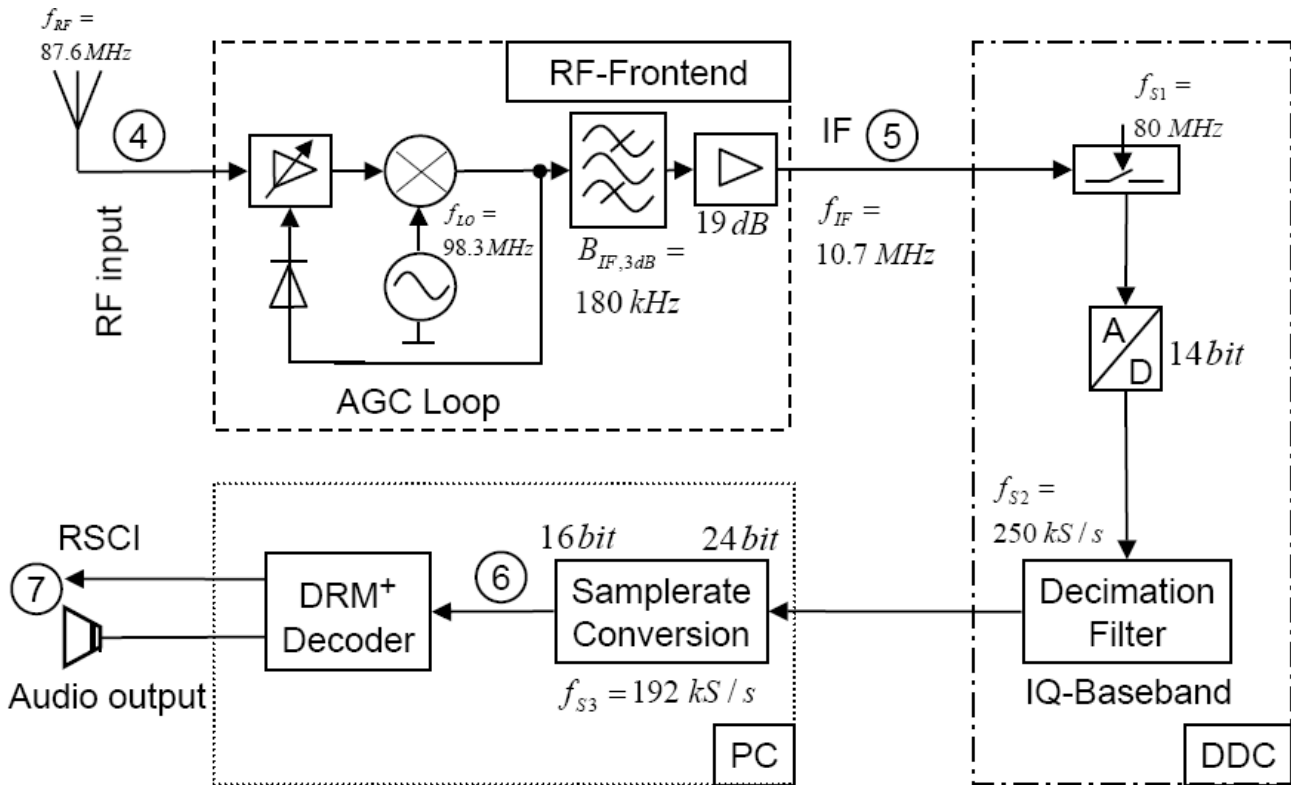 f_RF =
87.6 MHz
4
RF input
RF-Frontend
f_LO =
98.3 MHz
B_IF,3dB =
180 kHz
19 dB
AGC Loop
IF
5
f_IF =
10.7 MHz
f_S1 =
80 MHz
A
D
14 bit
f_S2 =
250 kS / s
Decimation
Filter
IQ-Baseband
DDC
16 bit
24 bit
Samplerate
Conversion
f_S3 = 192 kS / s
PC
6
DRM+
Decoder
RSCI
7
Audio output